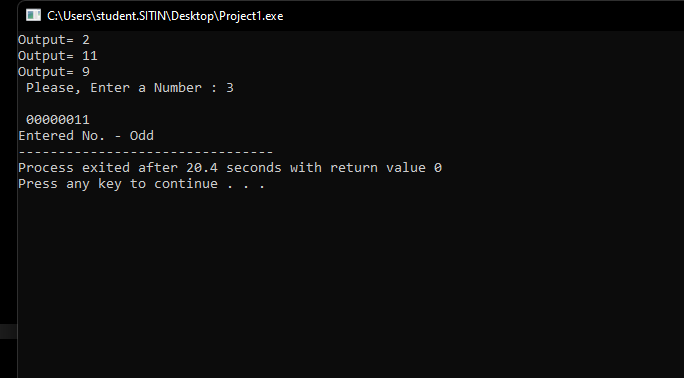 C:\Users\student.SITIN\Desktop\Project1.exe
Output= 2
Output= 11
Output= 9
 Please, Enter a Number : 3

 00000011
Entered No. - Odd
--------------------------------
Process exited after 20.4 seconds with return value 0
Press any key to continue . . .